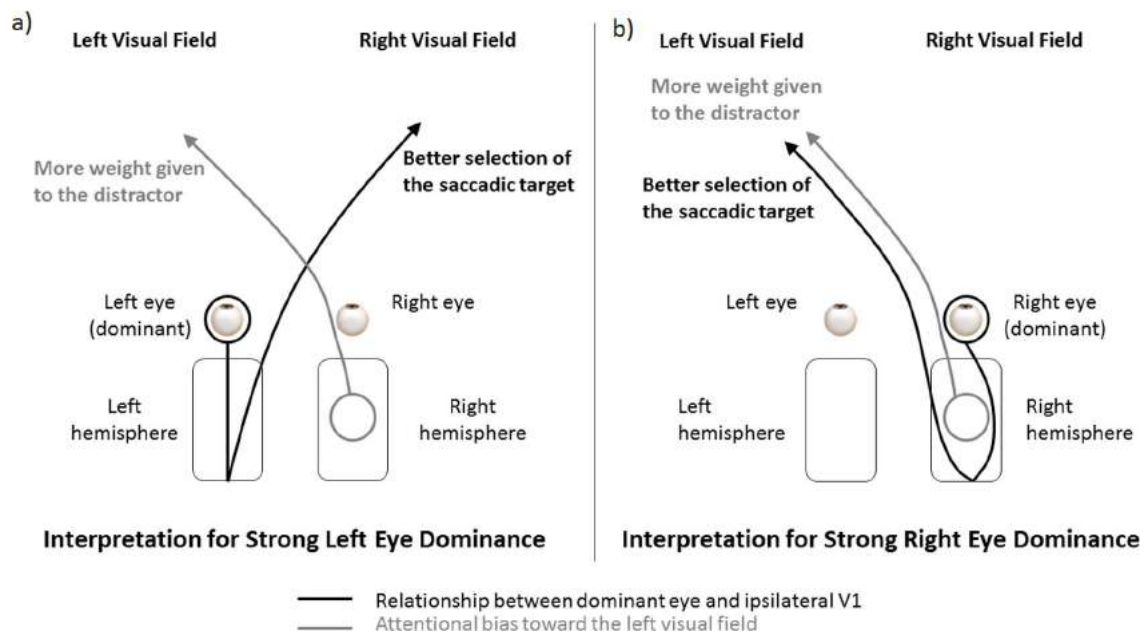 a)
Left Visual Field
Right Visual Field
More weight given
to the distractor
Better selection of
the saccadic target
Left eye
(dominant)
Right eye
Left
hemisphere
Right
hemisphere
Interpretation for Strong Left Eye Dominance
b)
Left Visual Field
Right Visual Field
More weight given
to the distractor
Better selection of
the saccadic target
Left eye
Right eye
(dominant)
Left
hemisphere
Right
hemisphere
Interpretation for Strong Right Eye Dominance
Relationship between dominant eye and ipsilateral V1
Attentional bias toward the left visual field